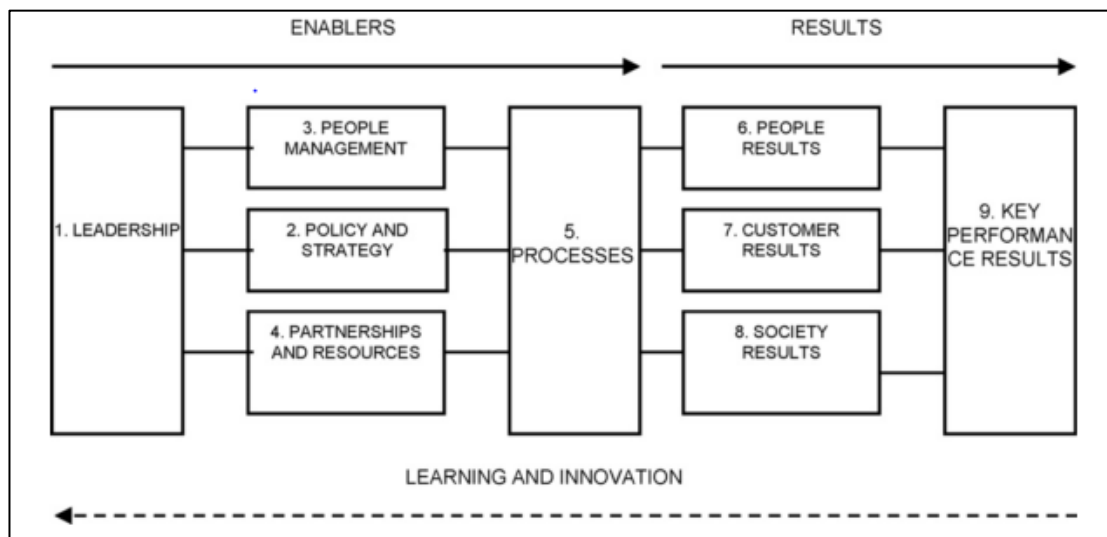 ENABLERS
RESULTS
1. LEADERSHIP
3. PEOPLE
MANAGEMENT
2. POLICY AND
STRATEGY
4. PARTNERSHIPS
AND RESOURCES
5.
PROCESSES
6. PEOPLE
RESULTS
7. CUSTOMER
RESULTS
8. SOCIETY
RESULTS
9. KEY
PERFORMAN
CE RESULTS
LEARNING AND INNOVATION